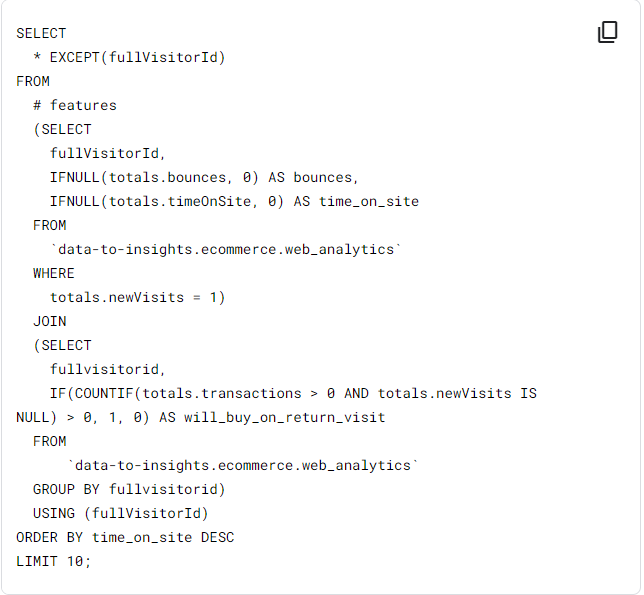 SELECT
  * EXCEPT(fullVisitorId)
FROM
  # features
  (SELECT
    fullVisitorId,
    IFNULL(totals.bounces, 0) AS bounces,
    IFNULL(totals.timeOnSite, 0) AS time_on_site
  FROM
    `data-to-insights.ecommerce.web_analytics`
  WHERE
    totals.newVisits = 1)
  JOIN
  (SELECT
    fullvisitorid,
    IF(COUNTIF(totals.transactions > 0 AND totals.newVisits IS
NULL) > 0, 1, 0) AS will_buy_on_return_visit
  FROM
      `data-to-insights.ecommerce.web_analytics`
  GROUP BY fullvisitorid)
  USING (fullVisitorId)
ORDER BY time_on_site DESC
LIMIT 10;